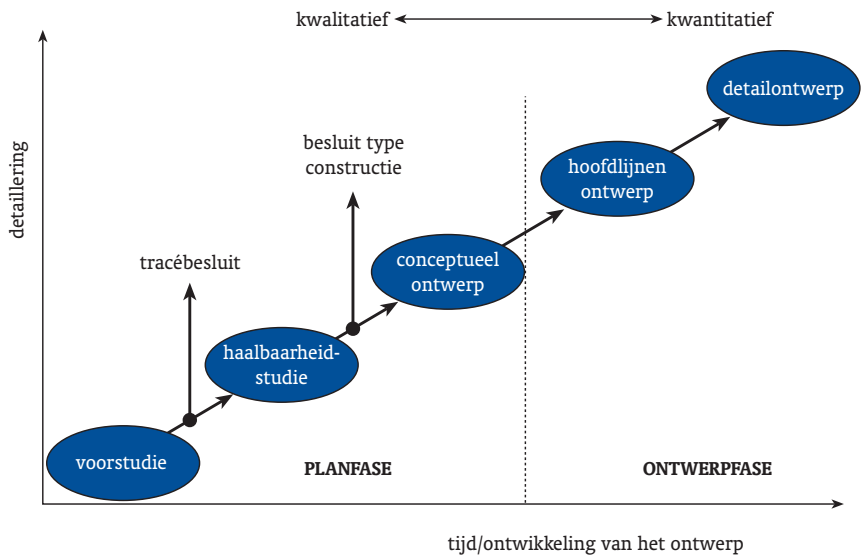 kwalitatief
kwantitatief
detailontwerp
besluit type
constructie
hoofdlijnen
ontwerp
detaillering
tracébesluit
conceptueel
ontwerp
haalbaarheid-
studie
voorstudie
PLANFASE
ONTWERPFASE
tijd/ontwikkeling van het ontwerp